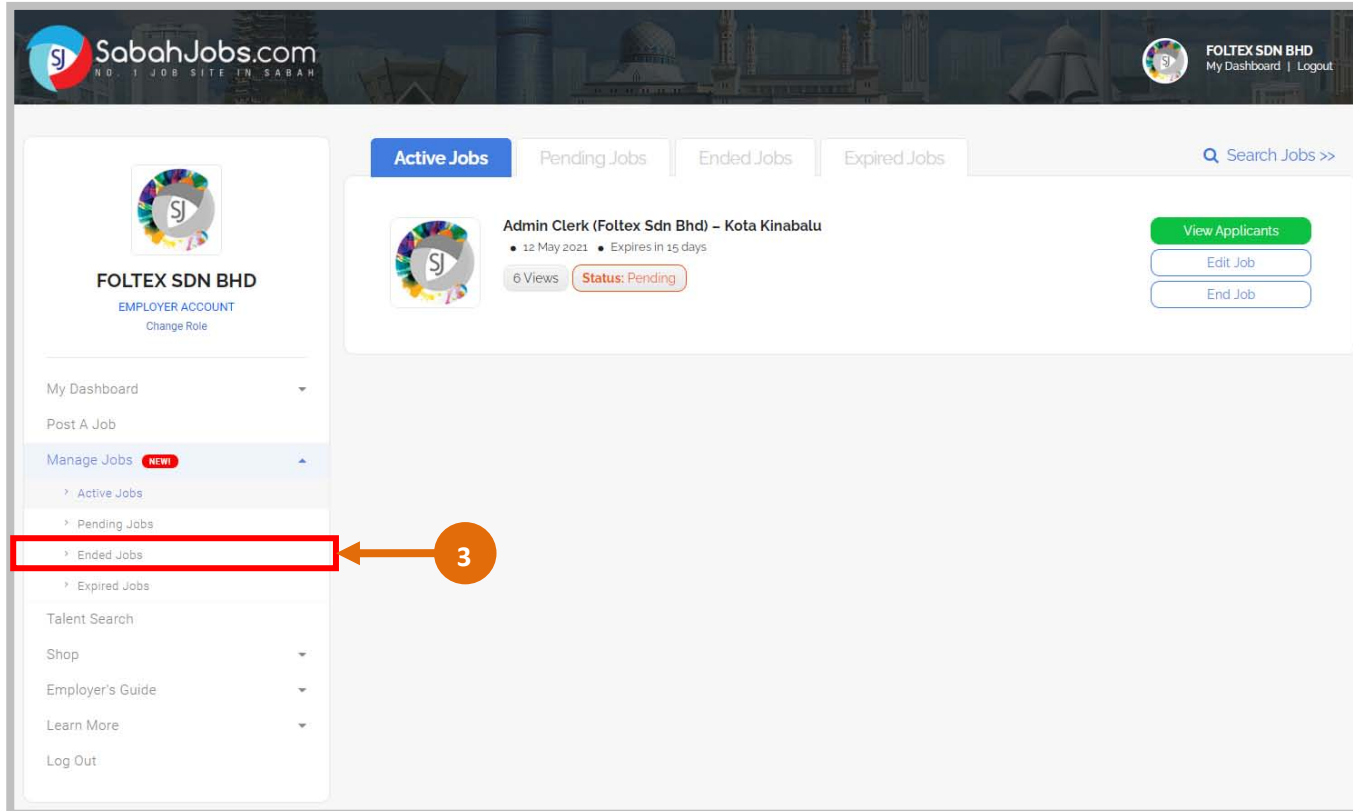 SJ SabahJobs.com
NO. 1 JOB SITE IN SABAH
SJ
FOLTEX SDN BHD
My Dashboard | Logout
SJ
FOLTEX SDN BHD
EMPLOYER ACCOUNT
Change Role
My Dashboard
Post A Job
Manage Jobs NEW!
Active Jobs
Pending Jobs
Ended Jobs
Expired Jobs
Talent Search
Shop
Employer's Guide
Learn More
Log Out
3
Active Jobs Pending Jobs Ended Jobs Expired Jobs
Search Jobs >>
SJ
Admin Clerk (Foltex Sdn Bhd) – Kota Kinabalu
• 12 May 2021 • Expires in 15 days
6 Views Status: Pending
View Applicants
Edit Job
End Job